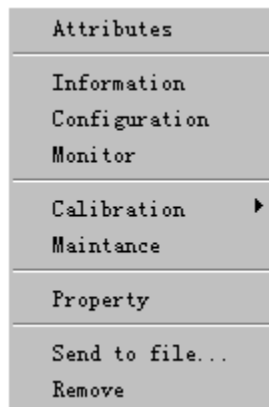 Attributes
Information
Configuration
Monitor
Calibration
Maintance
Property
Send to file...
Remove